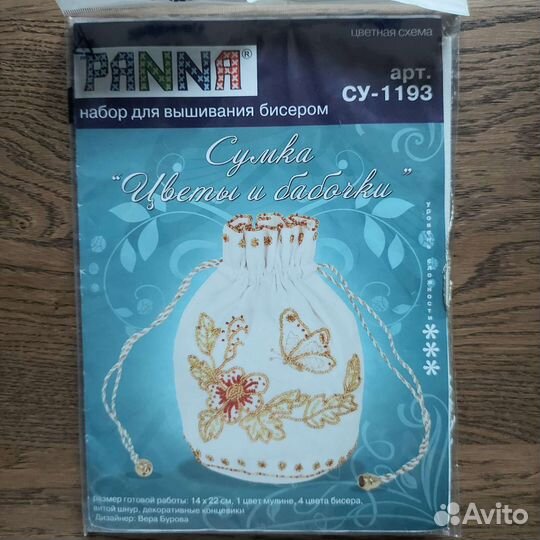 цветная схема
PANNA®
арт.
СУ-1193
набор для вышивания бисером
Сумка
"Цветы и бабочки"
уровень сложности
***
размер готовой работы: 14 х 22 см, 1 цвет мулине, 4 цвета бисера,
витой шнур, декоративные концевики
Дизайнер: Вера Бурова
Avito